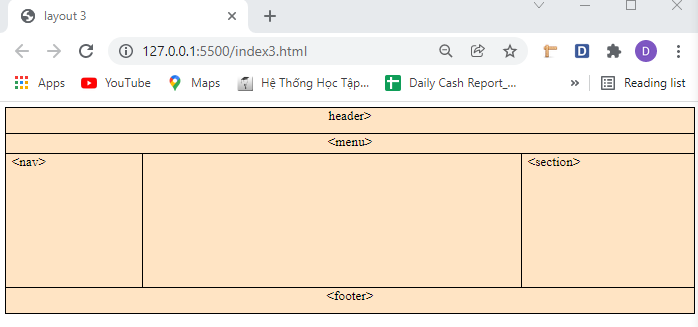 layout 3
127.0.0.1:5500/index3.html
D
D
Apps YouTube Maps Hệ Thống Học Tập... Daily Cash Report_... » Reading list
header>
<menu>
<nav> <section>
<footer>